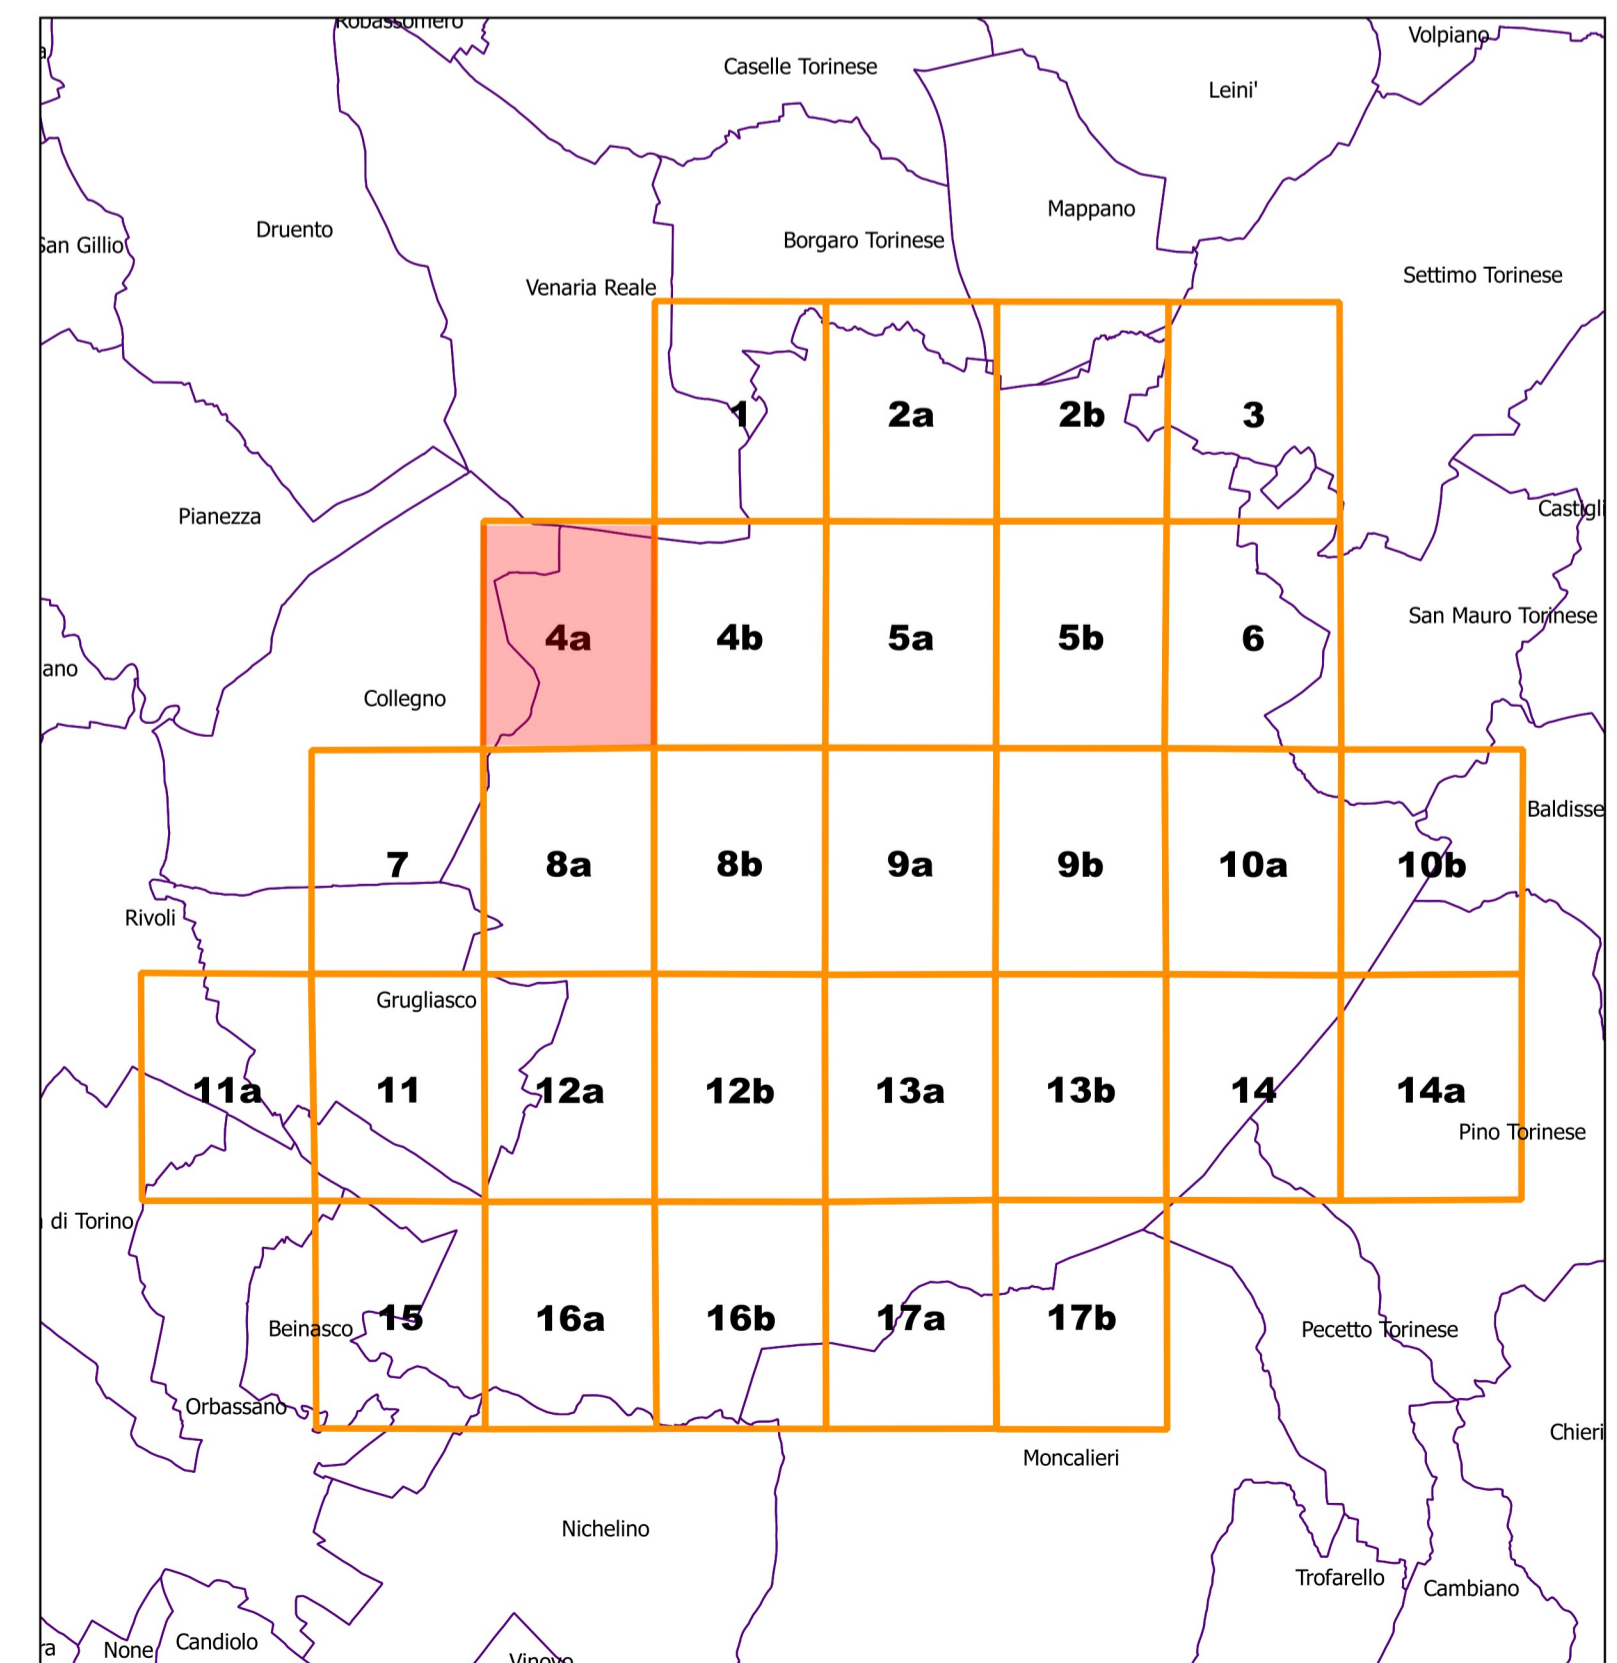 Robassomero
Volpiano
Caselle Torinese
Leini'
Mappano
Druento
San Gillio
Borgaro Torinese
Settimo Torinese
Venaria Reale
1 2a 2b 3
Castigli
Pianezza
San Mauro Torinese
4a 4b 5a 5b 6
ano
Collegno
Baldisse
7 8a 8b 9a 9b 10a 10b
Rivoli
Grugliasco
11a 11 12a 12b 13a 13b 14 14a
Pino Torinese
di Torino
15 16a 16b 17a 17b
Beinasco
Pecetto Torinese
Orbassano
Chieri
Moncalieri
Nichelino
Trofarello
Cambiano
ra
None
Candiolo
Vinovo